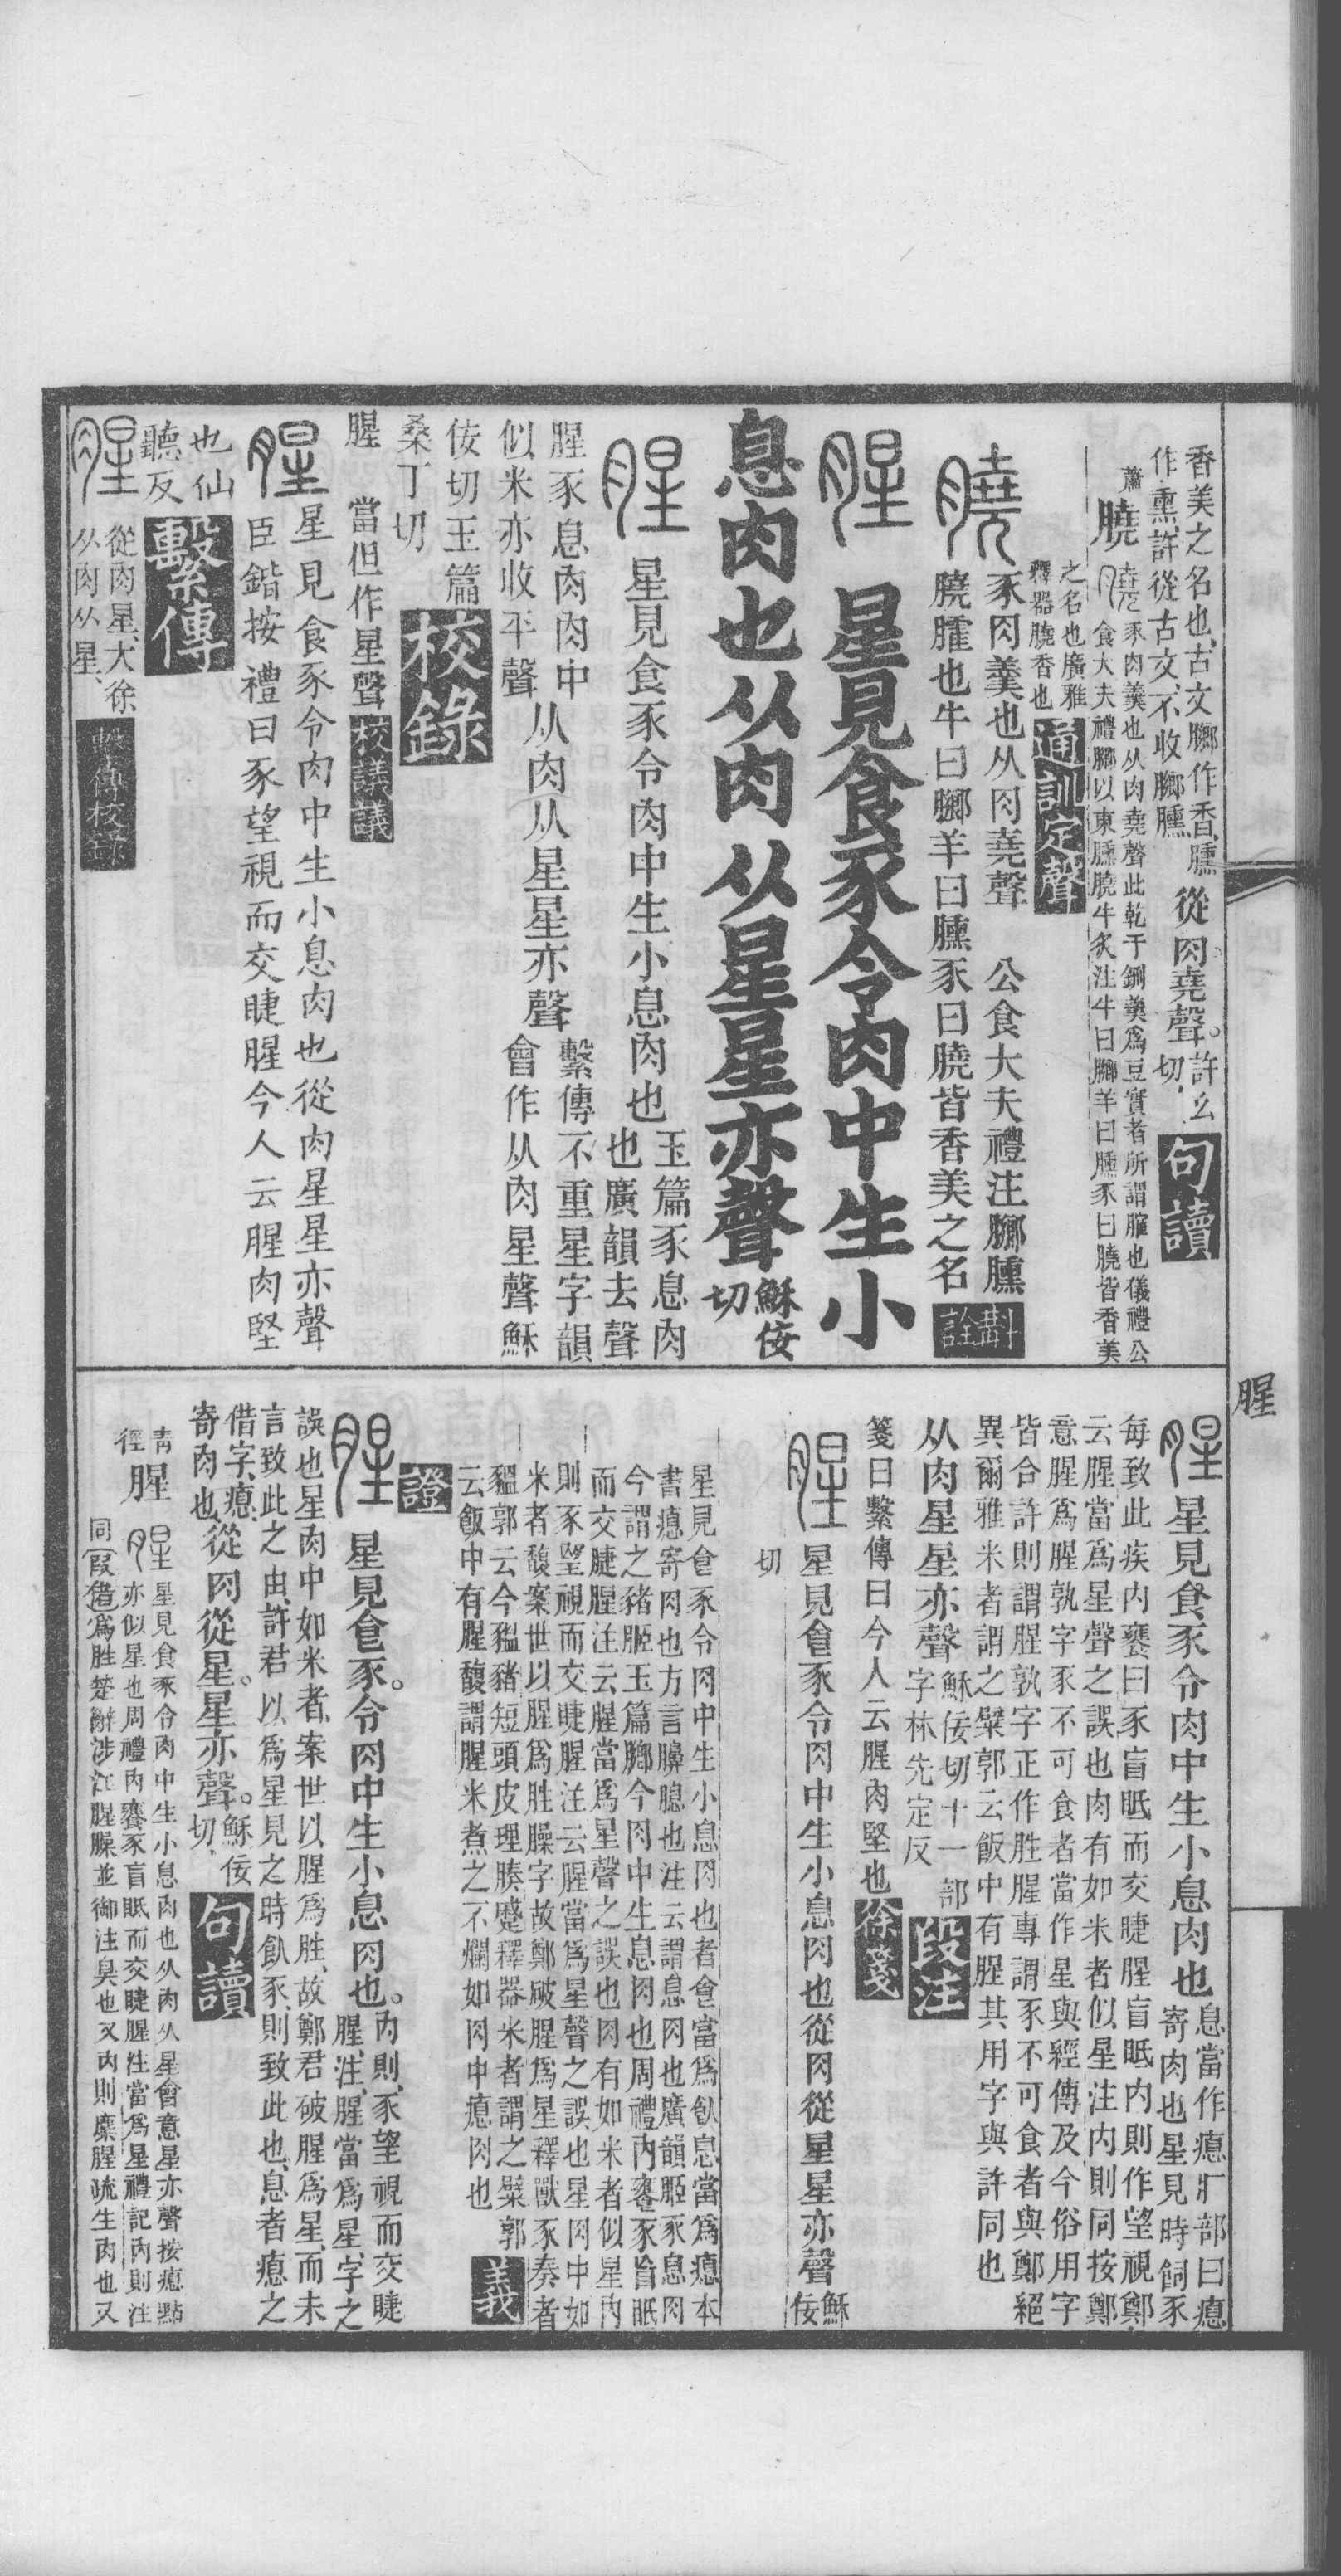 香美之名也、古文膷作香、膮
作熏、許從古文、不收膷膮
從肉堯聲。
許么
切、
句讀
蕭
膮
豕肉羹也从肉堯聲此乾于鉶羹爲豆實者所謂臛也儀禮公
食大夫禮膷以東臐膮牛炙注牛曰膷羊曰臐豕曰膮皆香美
之名也廣雅
釋器膮香也
通訓定聲
豕肉羹也从肉堯聲 公食大夫禮注膷臐
膮臛也牛曰膷羊曰臐豕曰膮皆香美之名
斠詮
腥
星見食豕令肉中生小
息肉也从肉从星星亦聲
穌佞
切
腥
星見食豕令肉中生小息肉也
玉篇豕息肉
也廣韻去聲
腥豕息肉肉中
似米亦收平聲
从肉从星星亦聲
繫傳不重星字韻
會作从肉星聲穌
佞切玉篇
桑丁切
校錄
腥 當但作星聲
校議議
腥
星見食豕令肉中生小息肉也從肉星星亦聲
臣鍇按禮曰豕望視而交睫腥今人云腥肉堅
也仙
聽反
繫傳
腥
從肉星、大徐
从肉从星、
繫傳校錄
腥
腥
星見食豕令肉中生小息肉也
息當作瘜疒部曰瘜
寄肉也星見時飼豕
每致此疾內饔曰豕盲眡而交睫腥盲眡內則作望視鄭
云腥當爲星聲之誤也肉有如米者似星注內則同按鄭
意腥爲腥孰字豕不可食者當作星與經傳及今俗用字
皆合許則謂腥孰字正作胜腥專謂豕不可食者與鄭絕
異爾雅米者謂之糪郭云飯中有腥其用字與許同也
从肉星星亦聲
穌佞切十一部
字林先定反
段注
箋曰繫傳曰今人云腥肉堅也
徐箋
腥
星見㑹豕令肉中生小息肉也從肉從星星亦聲
穌
佞
切
星見㑹豕令肉中生小息肉也者㑹當爲飤息當爲瘜本
書瘜寄肉也方言膞臆也注云謂息肉也廣韻胚豕息肉
今謂之豬胚玉篇腳今肉中生息肉也周禮內饔豕盲眡
而交睫腥注云腥當爲星聲之誤也肉有如米者似星內
則豕望視而交睫腥注云腥當爲星聲之誤也星肉中如
米者馥案世以腥爲胜臊字故鄭破腥爲星釋獸豕奏者
豱郭云今豱豬短頭皮理腠蹙釋器米者謂之糪郭
云飯中有腥馥謂腥米煮之不爛如肉中瘜肉也
義證
腥
星見㑹豕。令肉中生小息肉也。
內則、豕望視而交睫
腥、注、腥當爲星、字之
誤也星肉中如米者、案世以腥爲胜、故鄭君破腥爲星、而未
言致此之由、許君以爲星見之時飤豕、則致此也、息者瘜之
借字、瘜
寄肉也、
從肉從星。星亦聲。
穌佞
切、
句讀
青
徑
腥
星見食豕令肉中生小息肉也从肉从星會意星亦聲按瘜點
亦似星也周禮內饔豕盲眡而交睫腥注當爲星禮記內則注
同（叚借）爲胜楚辭涉江腥臊並御注臭也又內則麋腥疏生肉也又